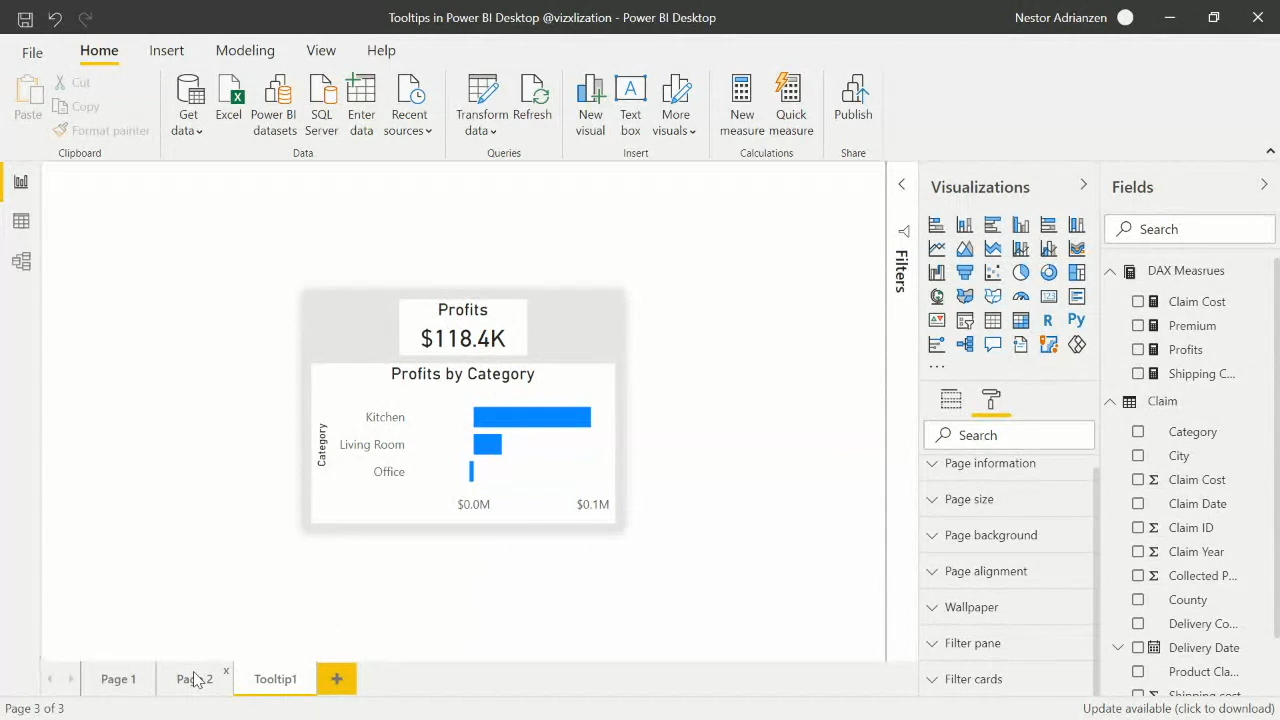 Tooltips in Power BI Desktop @vizxlization - Power BI Desktop
Nestor Adrianzen
File
Home
Insert
Modeling
View
Help
Paste
Cut
Copy
Format painter
Clipboard
Get data
Excel
Power BI datasets
SQL Server
Enter data
Recent sources
Data
Transform data
Refresh
Queries
New visual
Text box
More visuals
Insert
New measure
Quick measure
Calculations
Publish
Share
Profits
$118.4K
Profits by Category
Category
Kitchen
Living Room
Office
$0.0M
$0.1M
Filters
Visualizations
R
Py
123
...
Search
Page information
Page size
Page background
Page alignment
Wallpaper
Filter pane
Filter cards
Fields
Search
DAX Measrues
Claim Cost
Premium
Profits
Shipping C...
Claim
Category
City
Claim Cost
Claim Date
Claim ID
Claim Year
Collected P...
County
Delivery Co...
Delivery Date
Product Cla...
Shipping cost
Page 1
2
Tooltip1
Page 3 of 3
Update available (click to download)